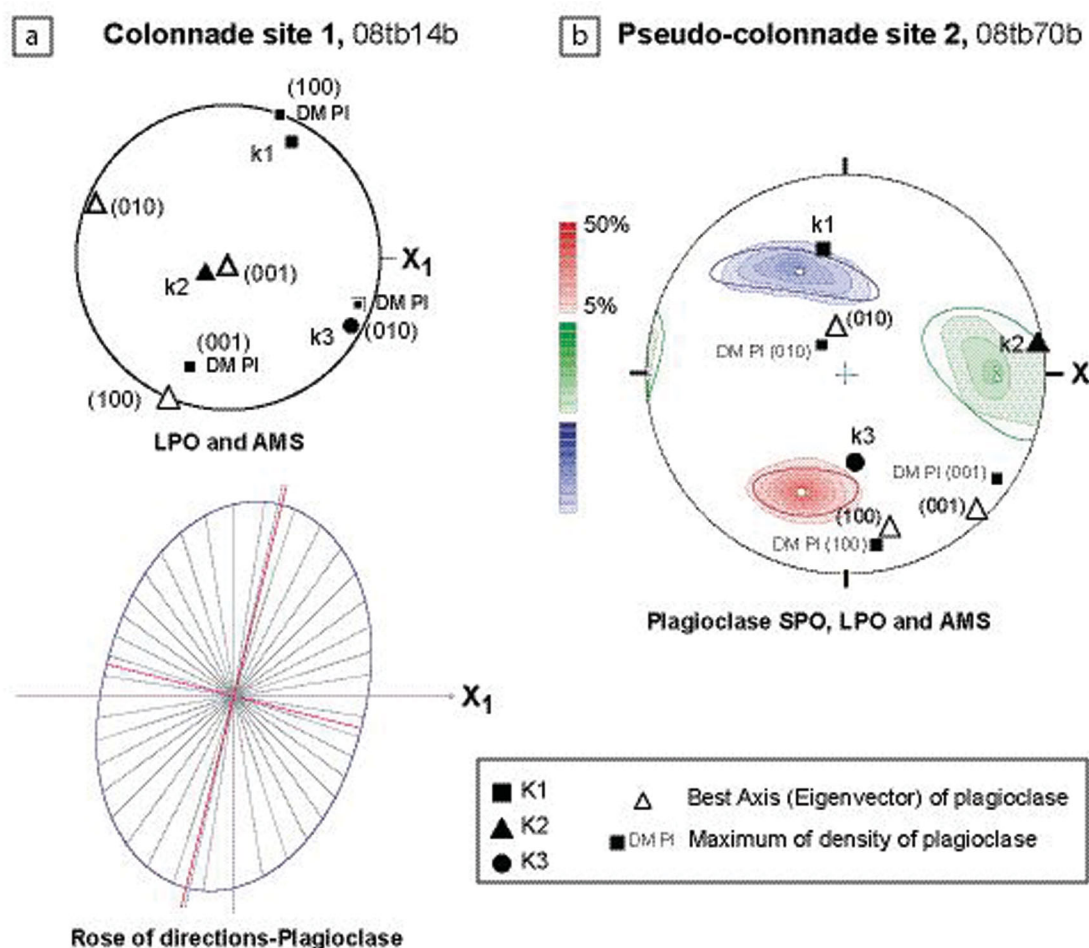 a Colonnade site 1, 08tb14b
(100)
DM Pl
k1
(010)
X1
k2
(001)
DM Pl
k3
(010)
(001)
DM Pl
(100)
LPO and AMS
X1
Rose of directions-Plagioclase
b Pseudo-colonnade site 2, 08tb70b
50%
5%
k1
(010)
DM Pl (010)
k2
X
k3
DM Pl (001)
(001)
(100)
DM Pl (100)
Plagioclase SPO, LPO and AMS
K1
K2
K3
Best Axis (Eigenvector) of plagioclase
DM Pl Maximum of density of plagioclase